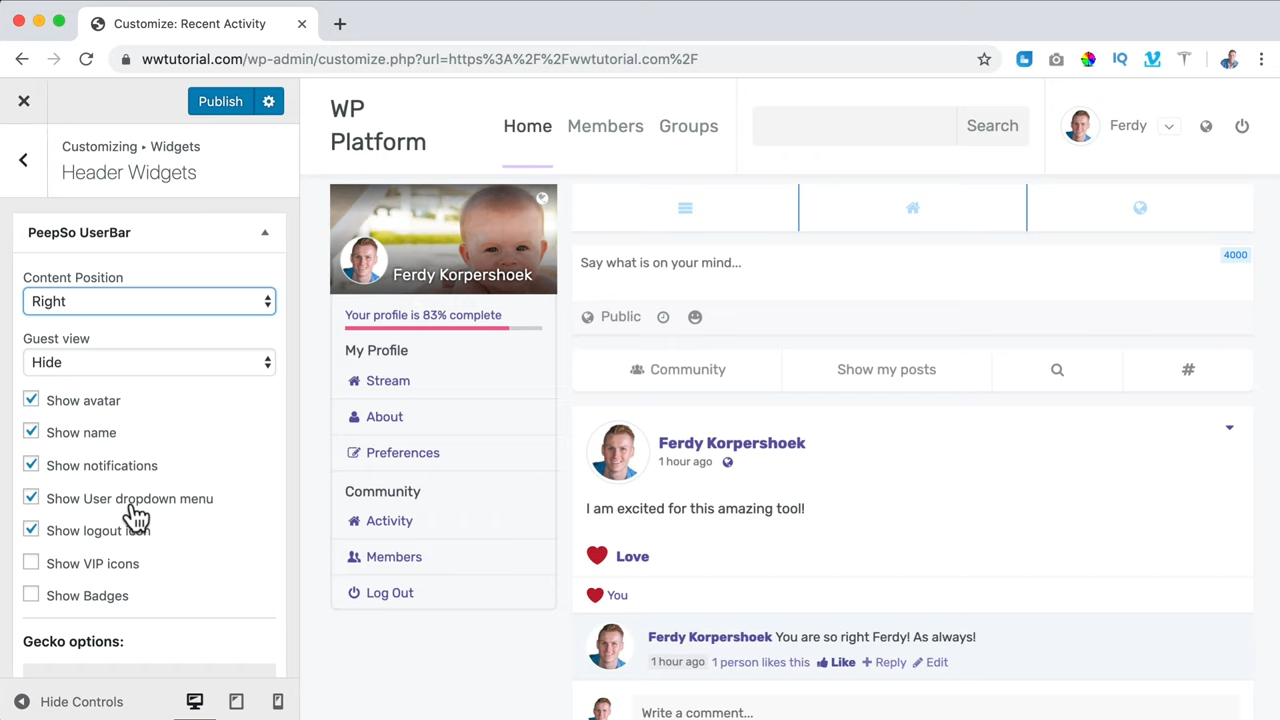 Customize: Recent Activity
wwtutorial.com/wp-admin/customize.php?url=https%3A%2F%2Fwwtutorial.com%2F
IQ
Publish
Customizing ▸ Widgets
Header Widgets
PeepSo UserBar
Content Position
Right
Guest view
Hide
Show avatar
Show name
Show notifications
Show User dropdown menu
Show logout icon
Show VIP icons
Show Badges
Gecko options:
Hide Controls
WP
Platform
Home
Members
Groups
Search
Ferdy
Ferdy Korpershoek
Your profile is 83% complete
My Profile
Stream
About
Preferences
Community
Activity
Members
Log Out
Say what is on your mind...
4000
Public
Community
Show my posts
#
Ferdy Korpershoek
1 hour ago
I am excited for this amazing tool!
Love
You
Ferdy Korpershoek You are so right Ferdy! As always!
1 hour ago 1 person likes this Like Reply Edit
Write a comment...